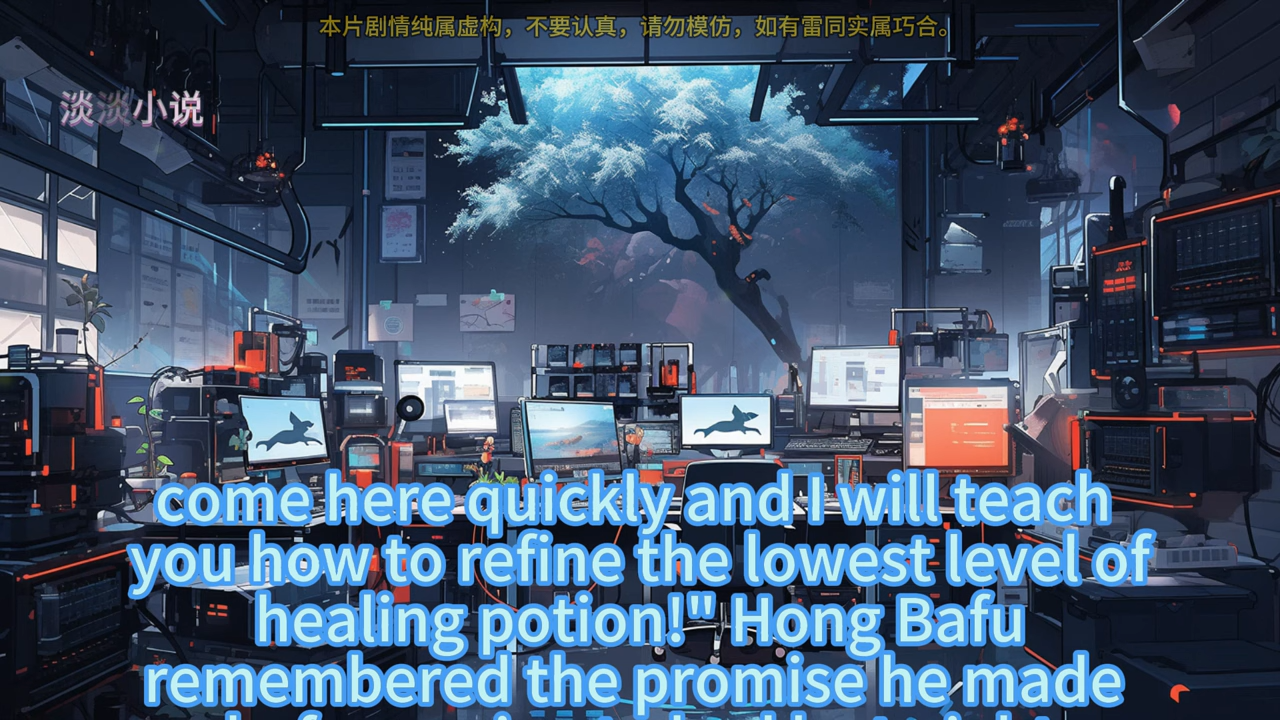 本片剧情纯属虚构，不要认真，请勿模仿，如有雷同实属巧合。
淡淡小说
come here quickly and I will teach
you how to refine the lowest level of
healing potion!" Hong Bafu
remembered the promise he made